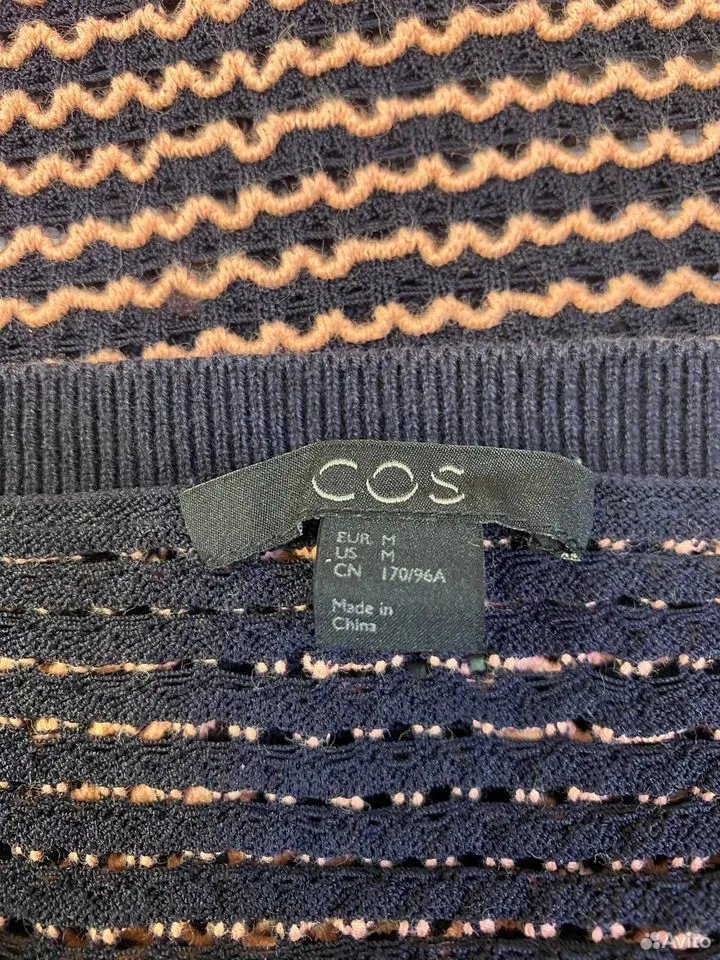 COS
EUR M
US M
CN 170/96A
Made in
China
Avito